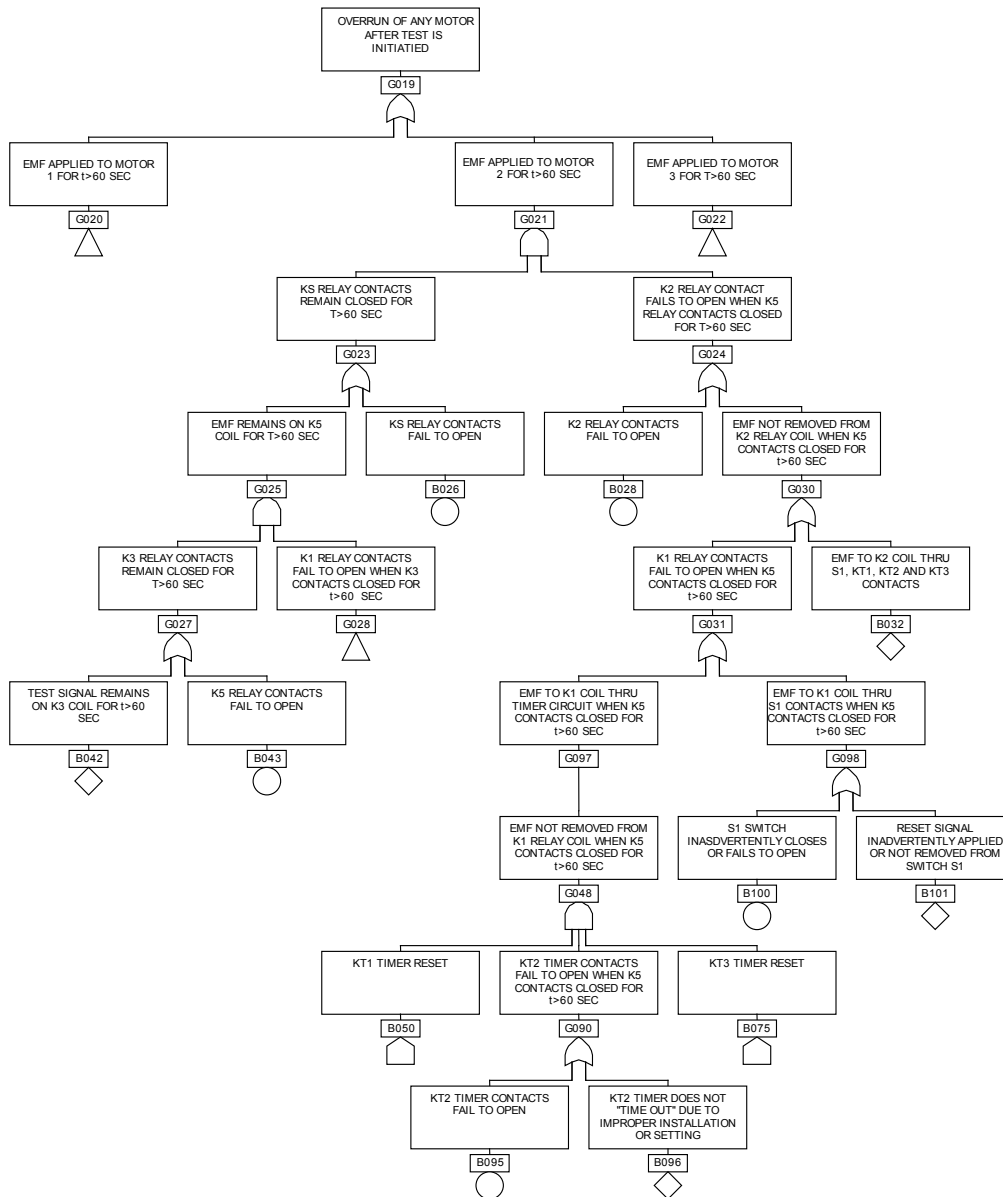 OVERRUN OF ANY MOTOR
AFTER TEST IS
INITIATIED
G019
EMF APPLIED TO MOTOR
1 FOR t>60 SEC
G020
EMF APPLIED TO MOTOR
2 FOR t>60 SEC
G021
EMF APPLIED TO MOTOR
3 FOR T>60 SEC
G022
KS RELAY CONTACTS
REMAIN CLOSED FOR
T>60 SEC
G023
K2 RELAY CONTACT
FAILS TO OPEN WHEN K5
RELAY CONTACTS CLOSED
FOR T>60 SEC
G024
EMF REMAINS ON K5
COIL FOR T>60 SEC
G025
KS RELAY CONTACTS
FAIL TO OPEN
B026
K2 RELAY CONTACTS
FAIL TO OPEN
B028
EMF NOT REMOVED FROM
K2 RELAY COIL WHEN K5
CONTACTS CLOSED FOR
t>60 SEC
G030
K3 RELAY CONTACTS
REMAIN CLOSED FOR
T>60 SEC
G027
K1 RELAY CONTACTS
FAIL TO OPEN WHEN K3
CONTACTS CLOSED FOR
t>60 SEC
G028
K1 RELAY CONTACTS
FAIL TO OPEN WHEN K5
CONTACTS CLOSED FOR
t>60 SEC
G031
EMF TO K2 COIL THRU
S1, KT1, KT2 AND KT3
CONTACTS
B032
TEST SIGNAL REMAINS
ON K3 COIL FOR t>60
SEC
B042
K5 RELAY CONTACTS
FAIL TO OPEN
B043
EMF TO K1 COIL THRU
TIMER CIRCUIT WHEN K5
CONTACTS CLOSED FOR
t>60 SEC
G097
EMF TO K1 COIL THRU
S1 CONTACTS WHEN K5
CONTACTS CLOSED FOR
t>60 SEC
G098
EMF NOT REMOVED FROM
K1 RELAY COIL WHEN K5
CONTACTS CLOSED FOR
t>60 SEC
G048
S1 SWITCH
INASDVERTENTLY CLOSES
OR FAILS TO OPEN
B100
RESET SIGNAL
INADVERTENTLY APPLIED
OR NOT REMOVED FROM
SWITCH S1
B101
KT1 TIMER RESET
B050
KT2 TIMER CONTACTS
FAIL TO OPEN WHEN K5
CONTACTS CLOSED FOR
t>60 SEC
G090
KT3 TIMER RESET
B075
KT2 TIMER CONTACTS
FAIL TO OPEN
B095
KT2 TIMER DOES NOT
"TIME OUT" DUE TO
IMPROPER INSTALLATION
OR SETTING
B096